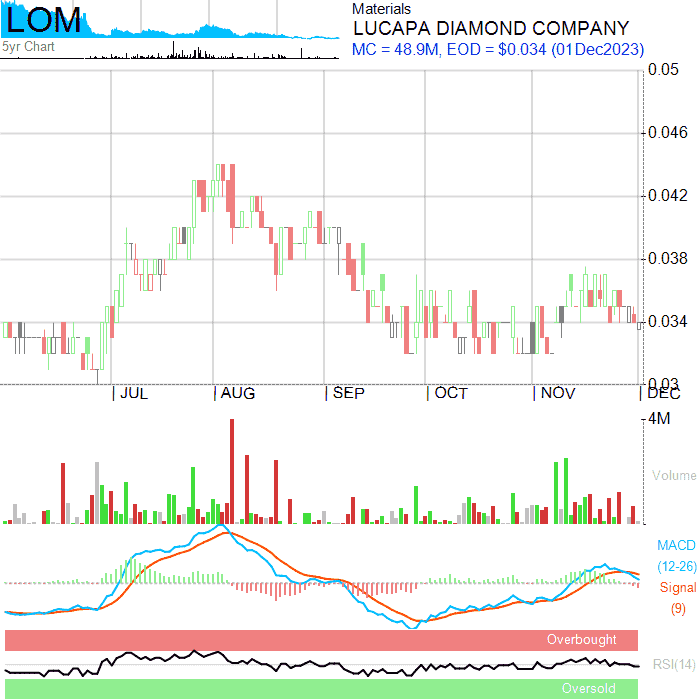 LOM
Materials
LUCAPA DIAMOND COMPANY
5yr Chart
MC = 48.9M, EOD = $0.034 (01Dec2023)
0.05
0.046
0.042
0.038
0.034
0.03
JUL AUG SEP OCT NOV DEC
4M
Volume
MACD
(12-26)
Signal
(9)
Overbought
RSI(14)
Oversold